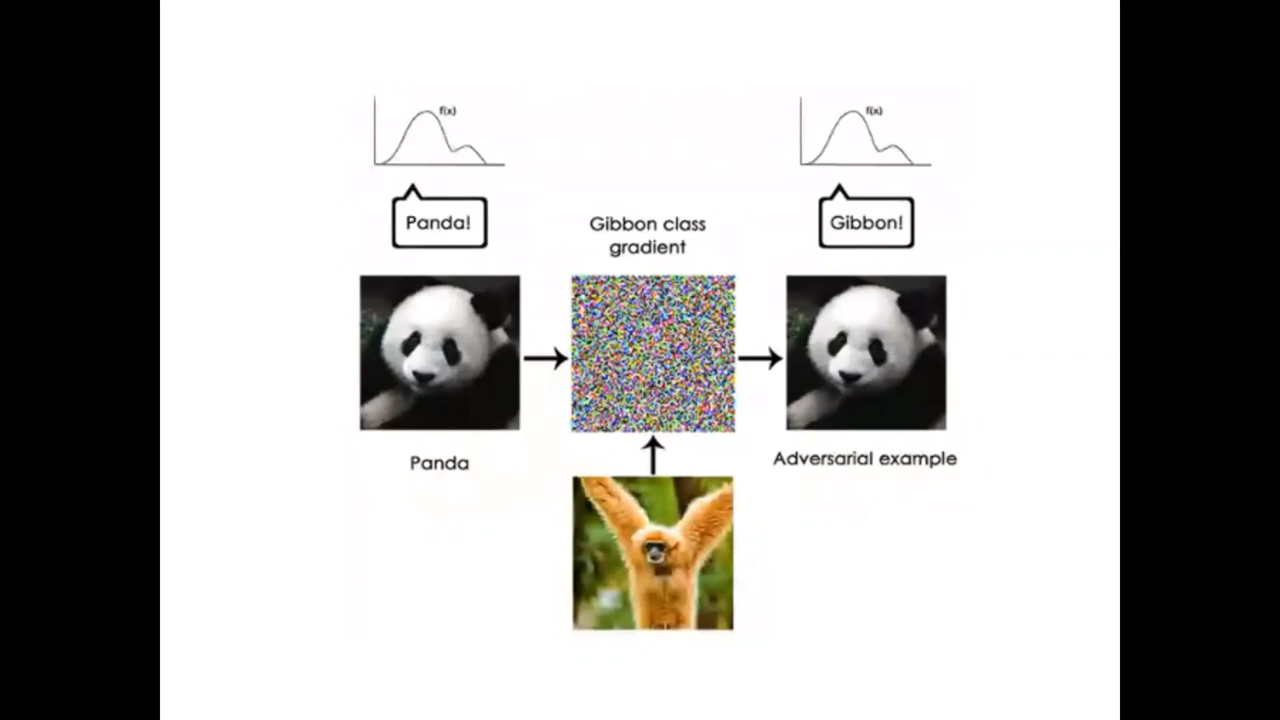 f(x)
f(x)
Panda!
Gibbon class
gradient
Gibbon!
Panda
Adversarial example